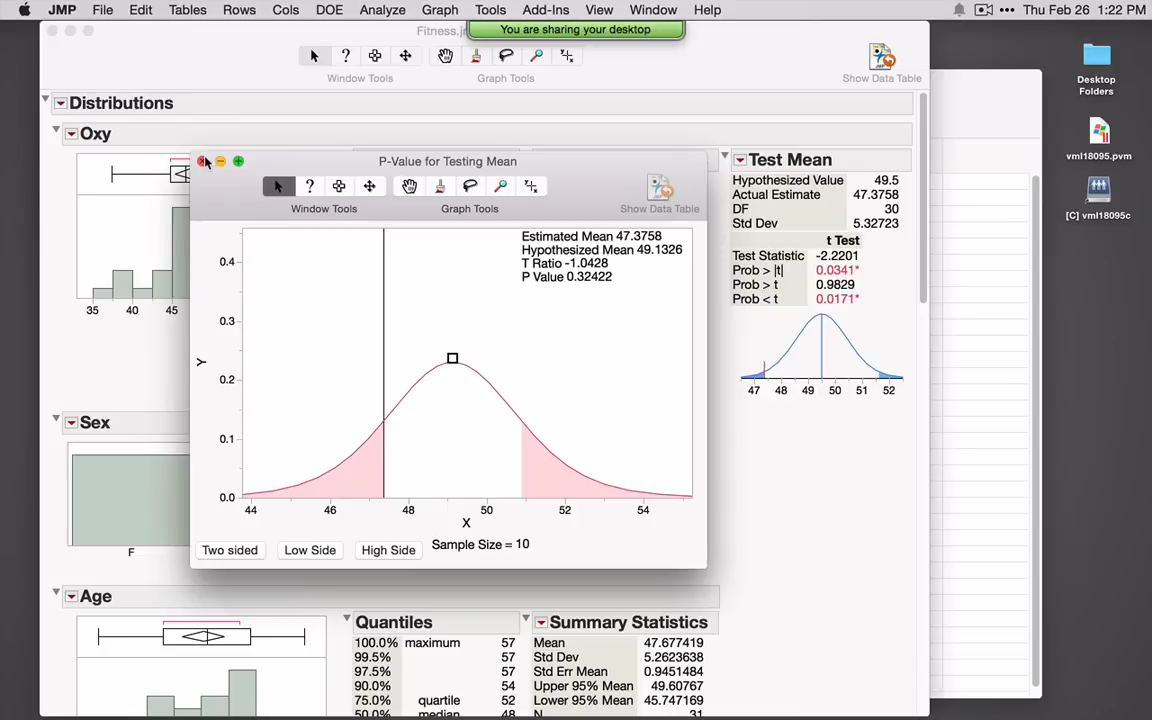 JMP File Edit Tables Rows Cols DOE Analyze Graph Tools Add-Ins View Window Help Thu Feb 26 1:22 PM
You are sharing your desktop
Window Tools Graph Tools Show Data Table
Distributions
Oxy
35 40 45
P-Value for Testing Mean
Window Tools Graph Tools Show Data Table
Estimated Mean 47.3758
Hypothesized Mean 49.1326
T Ratio -1.0428
P Value 0.32422
0.4
0.3
Y
0.2
0.1
0.0
44 46 48 50 52 54
X
Two sided Low Side High Side Sample Size = 10
Test Mean
Hypothesized Value 49.5
Actual Estimate 47.3758
DF 30
Std Dev 5.32723
t Test
Test Statistic -2.2201
Prob > |t| 0.0341*
Prob > t 0.9829
Prob < t 0.0171*
47 48 49 50 51 52
Sex
F
Age
Quantiles
100.0% maximum 57
99.5% 57
97.5% 57
90.0% 54
75.0% quartile 52
50.0% median 48
Summary Statistics
Mean 47.677419
Std Dev 5.2623638
Std Err Mean 0.9451484
Upper 95% Mean 49.60767
Lower 95% Mean 45.747169
N 31
Desktop
Folders
vml18095.pvm
[C] vml18095c